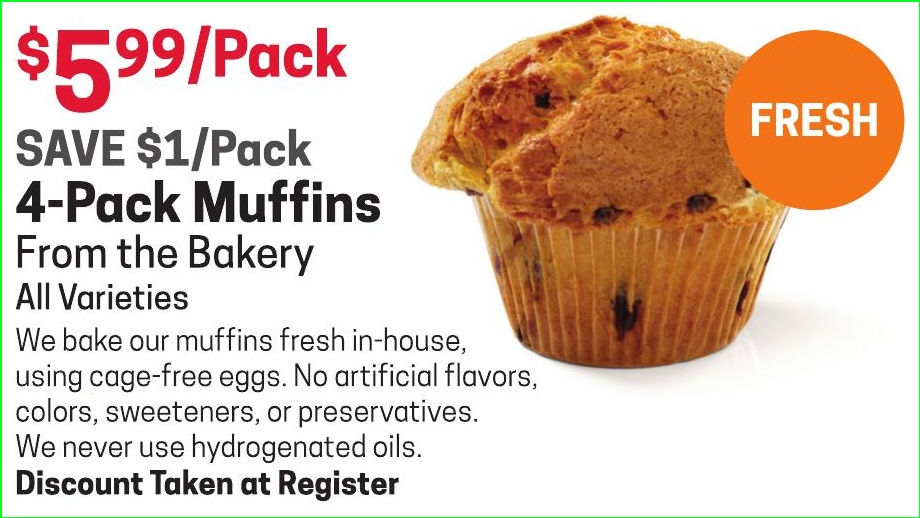 $5.99/Pack
SAVE $1/Pack
4-Pack Muffins
From the Bakery
All Varieties
We bake our muffins fresh in-house,
using cage-free eggs. No artificial flavors,
colors, sweeteners, or preservatives.
We never use hydrogenated oils.
Discount Taken at Register
FRESH